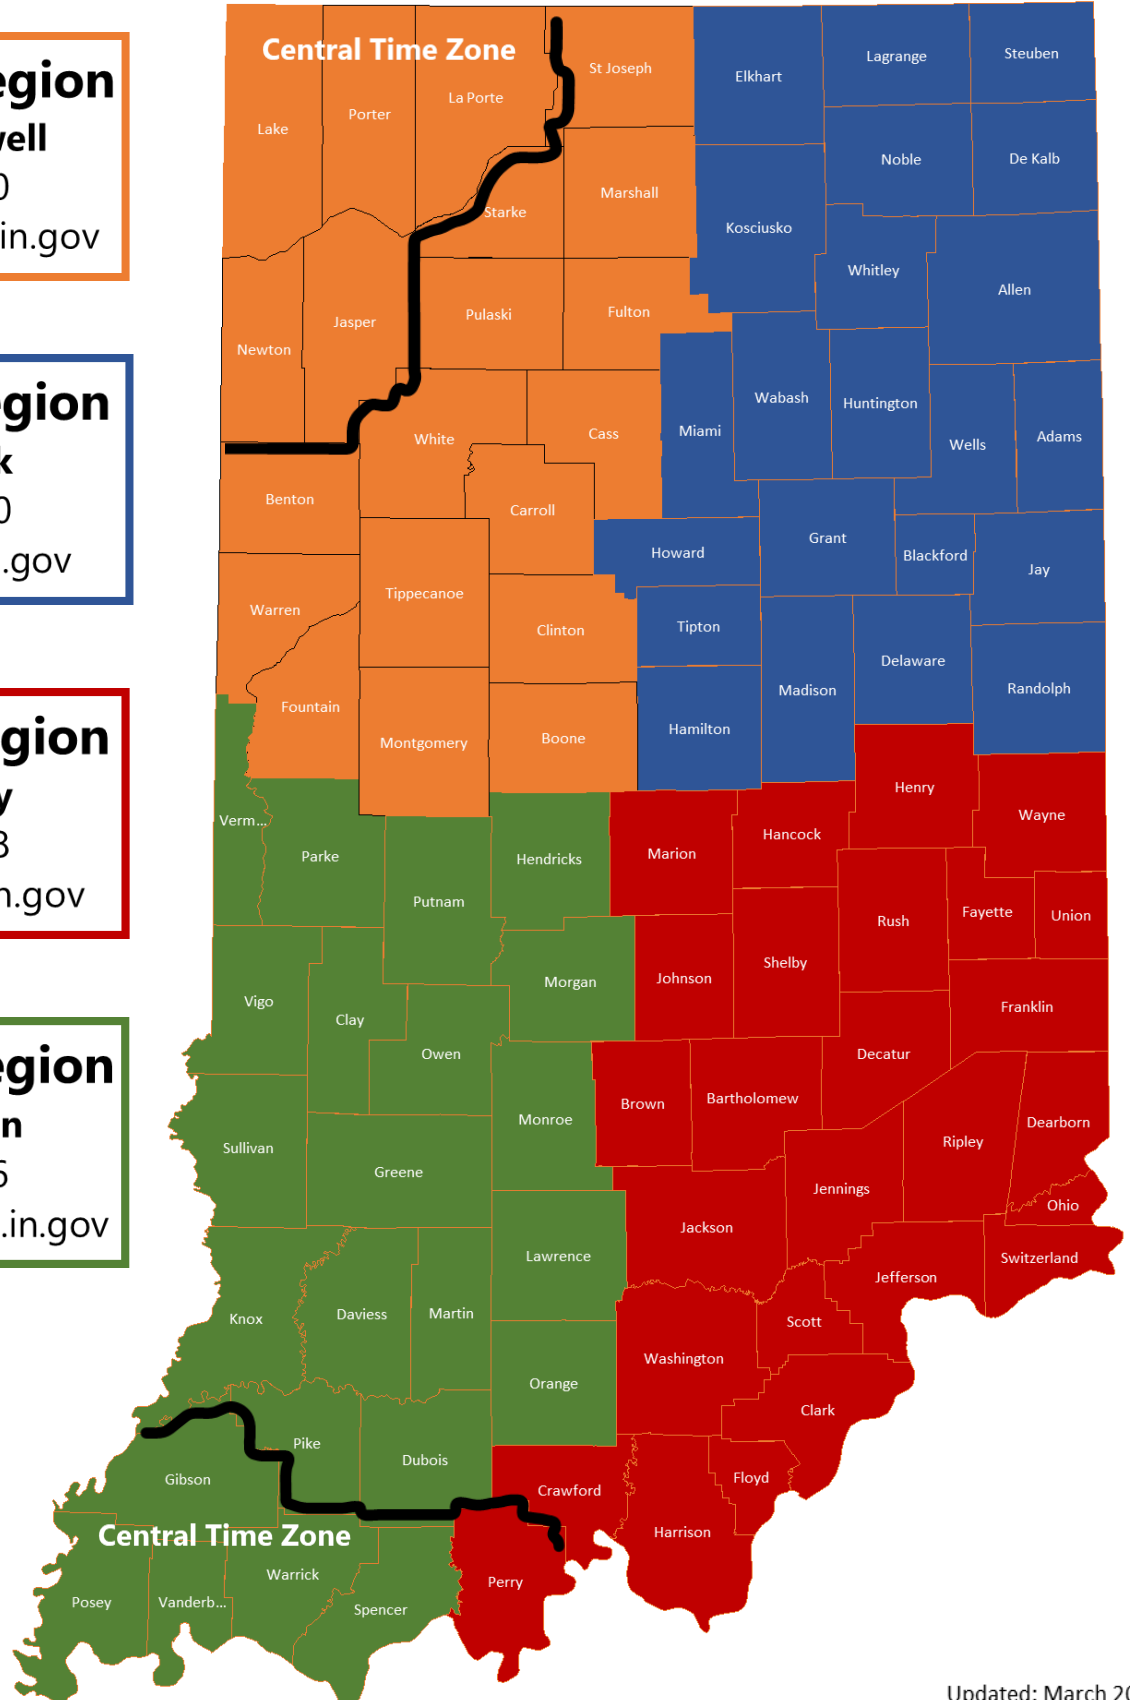 egion
well
0
in.gov
egion
k
0
.gov
gion
y
3
n.gov
egion
n
6
.in.gov
Central Time Zone
St Joseph
Elkhart
Lagrange
Steuben
Lake
Porter
La Porte
Noble
De Kalb
Starke
Marshall
Kosciusko
Whitley
Allen
Newton
Jasper
Pulaski
Fulton
White
Cass
Miami
Wabash
Huntington
Wells
Adams
Benton
Carroll
Howard
Grant
Blackford
Jay
Warren
Tippecanoe
Clinton
Tipton
Madison
Delaware
Randolph
Fountain
Montgomery
Boone
Hamilton
Verm...
Parke
Putnam
Hendricks
Marion
Hancock
Henry
Wayne
Rush
Fayette
Union
Vigo
Clay
Owen
Morgan
Johnson
Shelby
Decatur
Franklin
Sullivan
Greene
Monroe
Brown
Bartholomew
Jennings
Ripley
Dearborn
Ohio
Knox
Daviess
Martin
Lawrence
Jackson
Jefferson
Switzerland
Scott
Washington
Orange
Clark
Gibson
Pike
Dubois
Crawford
Floyd
Harrison
Central Time Zone
Posey
Vanderb...
Warrick
Spencer
Perry
Updated: March 20